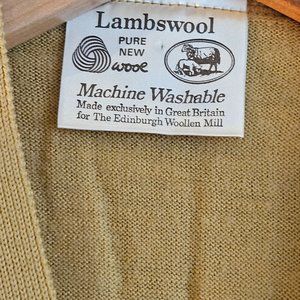 Lambswool
PURE
NEW
wool
Machine Washable
Made exclusively in Great Britain
for The Edinburgh Woollen Mill